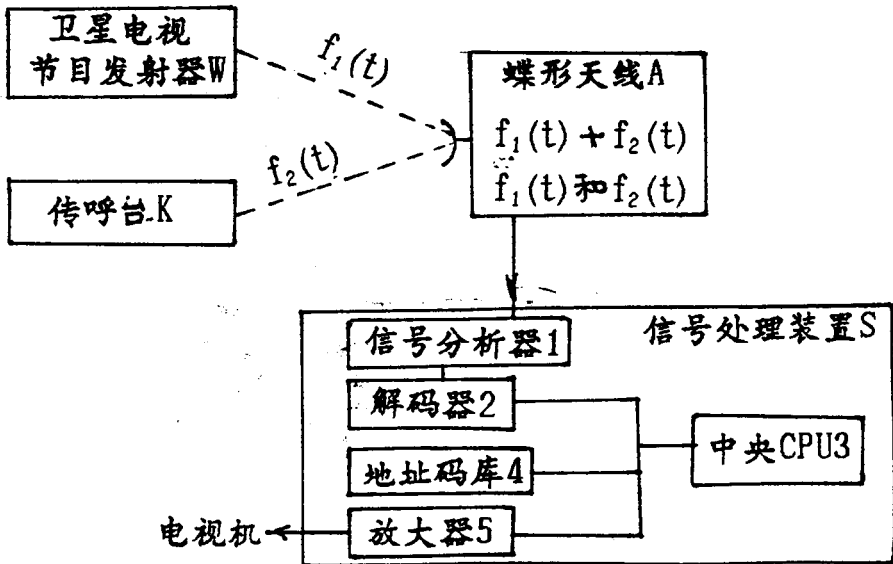 卫星电视
节目发射器W
f₁(t)
蝶形天线A
f₁(t)+f₂(t)
f₁(t)和f₂(t)
f₂(t)
传呼台K
信号处理装置S
信号分析器1
解码器2
中央CPU3
地址码库4
放大器5
电视机